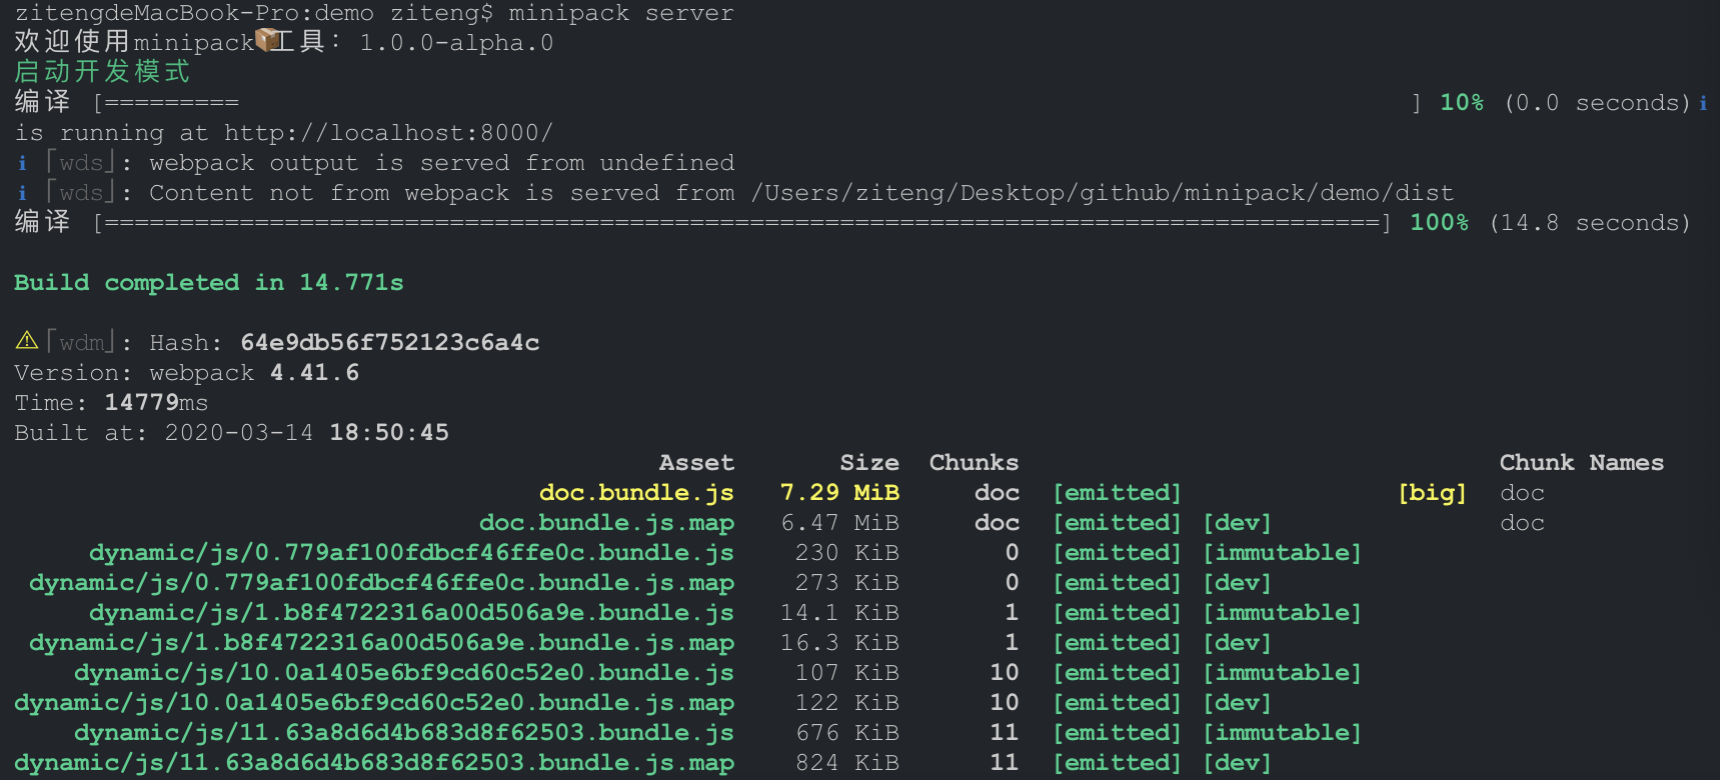 zitengdeMacBook-Pro:demo ziteng$ minipack server
欢迎使用minipack📦工具: 1.0.0-alpha.0
启动开发模式
编译 [=========                                                                              ] 10% (0.0 seconds)ℹ
is running at http://localhost:8000/
ℹ ｢wds｣: webpack output is served from undefined
ℹ ｢wds｣: Content not from webpack is served from /Users/ziteng/Desktop/github/minipack/demo/dist
编译 [=====================================================================================] 100% (14.8 seconds)
Build completed in 14.771s
⚠ ｢wdm｣: Hash: 64e9db56f752123c6a4c
Version: webpack 4.41.6
Time: 14779ms
Built at: 2020-03-14 18:50:45
Asset Size Chunks Chunk Names
doc.bundle.js 7.29 MiB doc [emitted] [big] doc
doc.bundle.js.map 6.47 MiB doc [emitted] [dev] doc
dynamic/js/0.779af100fdbcf46ffe0c.bundle.js 230 KiB 0 [emitted] [immutable]
dynamic/js/0.779af100fdbcf46ffe0c.bundle.js.map 273 KiB 0 [emitted] [dev]
dynamic/js/1.b8f4722316a00d506a9e.bundle.js 14.1 KiB 1 [emitted] [immutable]
dynamic/js/1.b8f4722316a00d506a9e.bundle.js.map 16.3 KiB 1 [emitted] [dev]
dynamic/js/10.0a1405e6bf9cd60c52e0.bundle.js 107 KiB 10 [emitted] [immutable]
dynamic/js/10.0a1405e6bf9cd60c52e0.bundle.js.map 122 KiB 10 [emitted] [dev]
dynamic/js/11.63a8d6d4b683d8f62503.bundle.js 676 KiB 11 [emitted] [immutable]
dynamic/js/11.63a8d6d4b683d8f62503.bundle.js.map 824 KiB 11 [emitted] [dev]